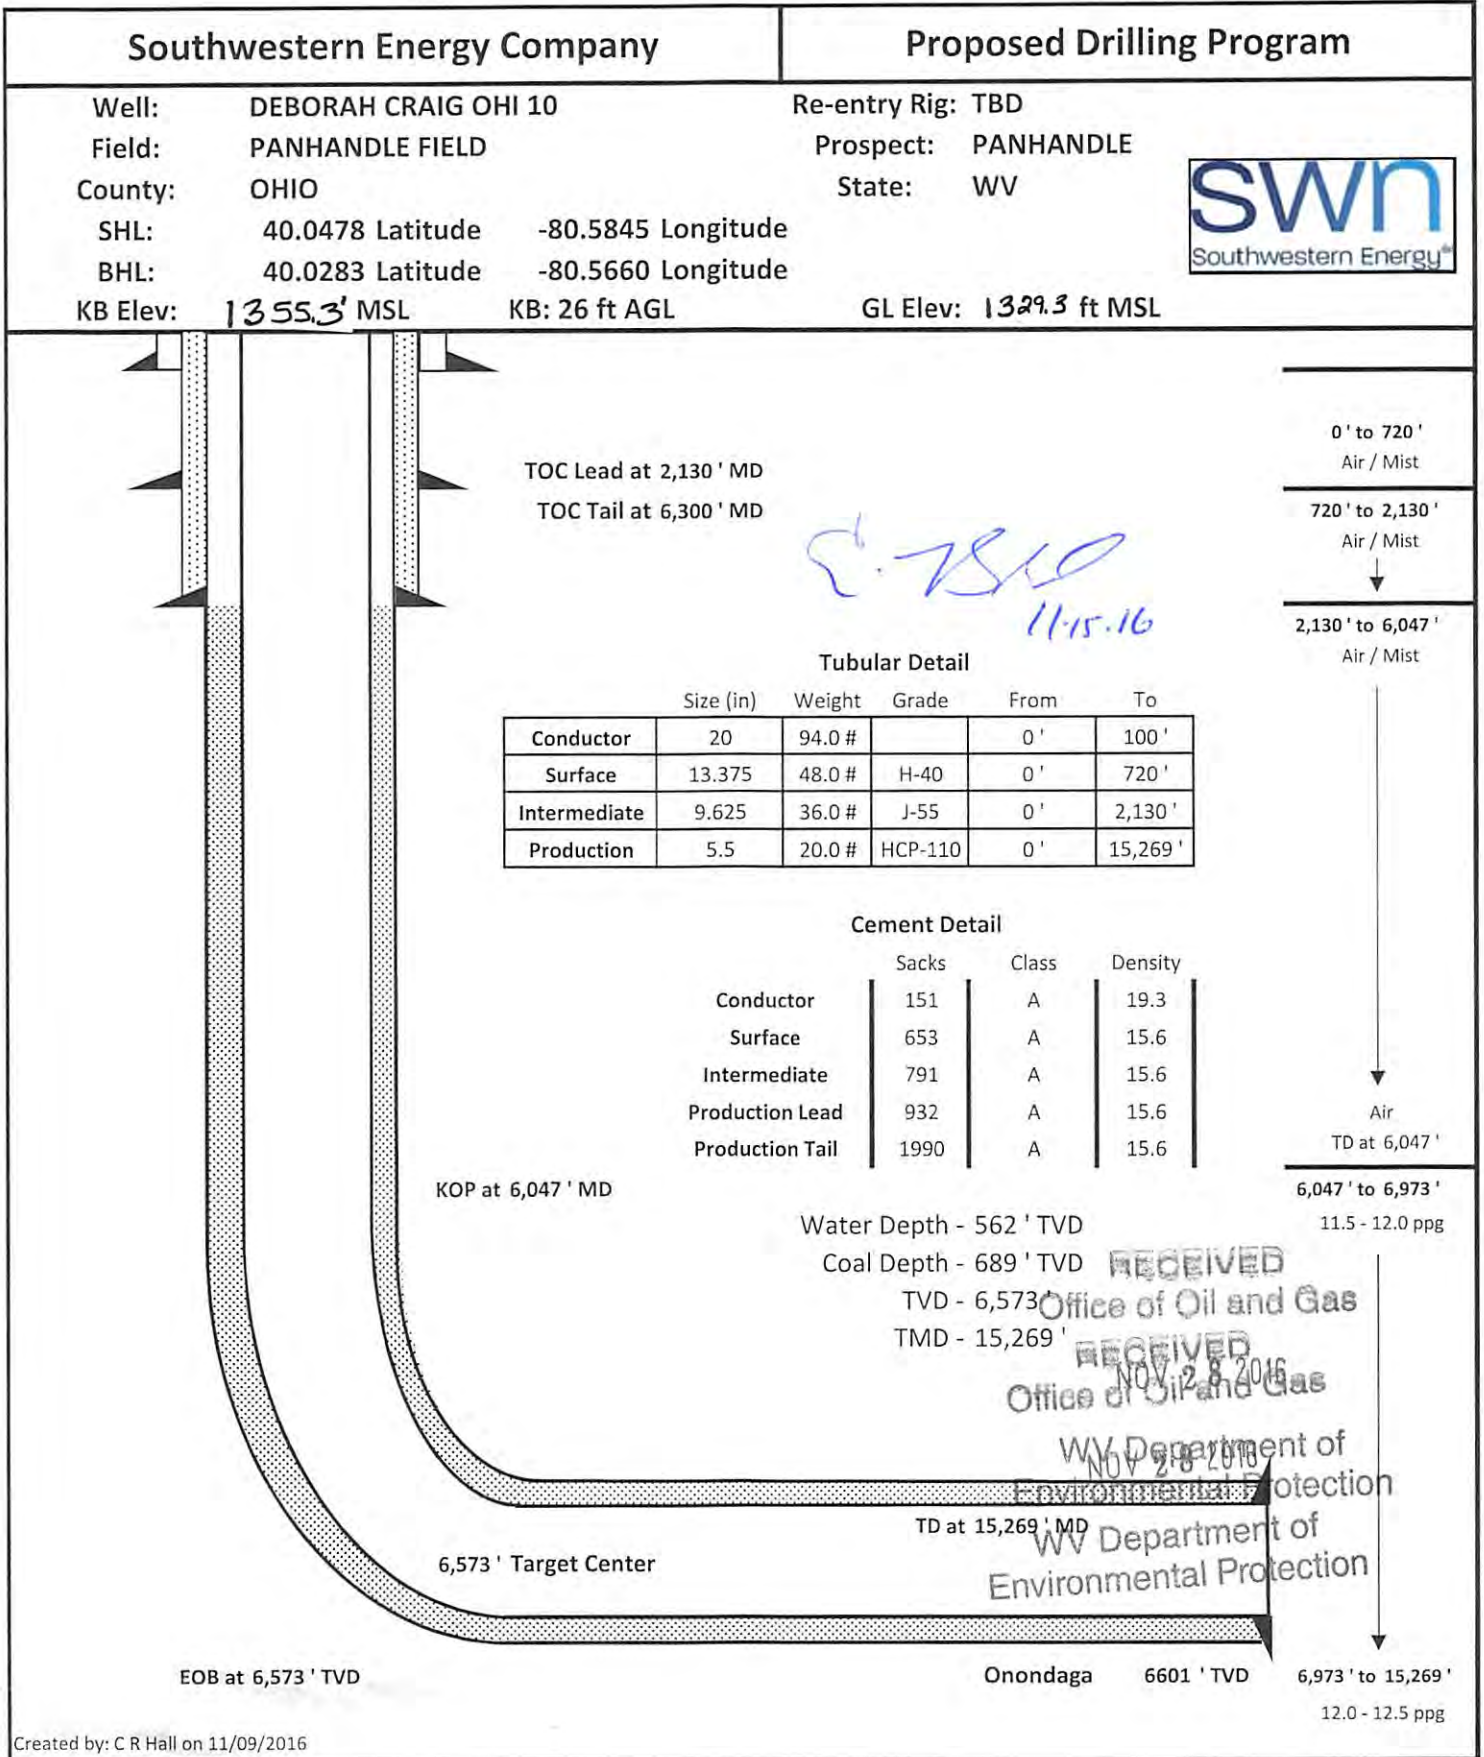 Southwestern Energy Company Proposed Drilling Program
Well: DEBORAH CRAIG OHI 10 Re-entry Rig: TBD
Field: PANHANDLE FIELD Prospect: PANHANDLE
County: OHIO State: WV
SHL: 40.0478 Latitude -80.5845 Longitude
BHL: 40.0283 Latitude -80.5660 Longitude
KB Elev: 1355.3' MSL KB: 26 ft AGL GL Elev: 1329.3 ft MSL
swn
Southwestern Energy®
0 ' to 720 '
Air / Mist
TOC Lead at 2,130 ' MD
TOC Tail at 6,300 ' MD
720 ' to 2,130 '
Air / Mist
11-15-16
2,130 ' to 6,047 '
Air / Mist
Tubular Detail
Size (in) Weight Grade From To
Conductor 20 94.0 # 0 ' 100 '
Surface 13.375 48.0 # H-40 0 ' 720 '
Intermediate 9.625 36.0 # J-55 0 ' 2,130 '
Production 5.5 20.0 # HCP-110 0 ' 15,269 '
Cement Detail
Sacks Class Density
Conductor 151 A 19.3
Surface 653 A 15.6
Intermediate 791 A 15.6
Production Lead 932 A 15.6
Production Tail 1990 A 15.6
Air
TD at 6,047 '
KOP at 6,047 ' MD
6,047 ' to 6,973 '
11.5 - 12.0 ppg
Water Depth - 562 ' TVD
Coal Depth - 689 ' TVD
TVD - 6,573 '
TMD - 15,269 '
RECEIVED
Office of Oil and Gas
RECEIVED
NOV 28 2016
Office of Oil and Gas
WV Department of
NOV 28 2016
Environmental Protection
TD at 15,269 ' MD
WV Department of
Environmental Protection
6,573 ' Target Center
EOB at 6,573 ' TVD
Onondaga 6601 ' TVD
6,973 ' to 15,269 '
12.0 - 12.5 ppg
Created by: C R Hall on 11/09/2016